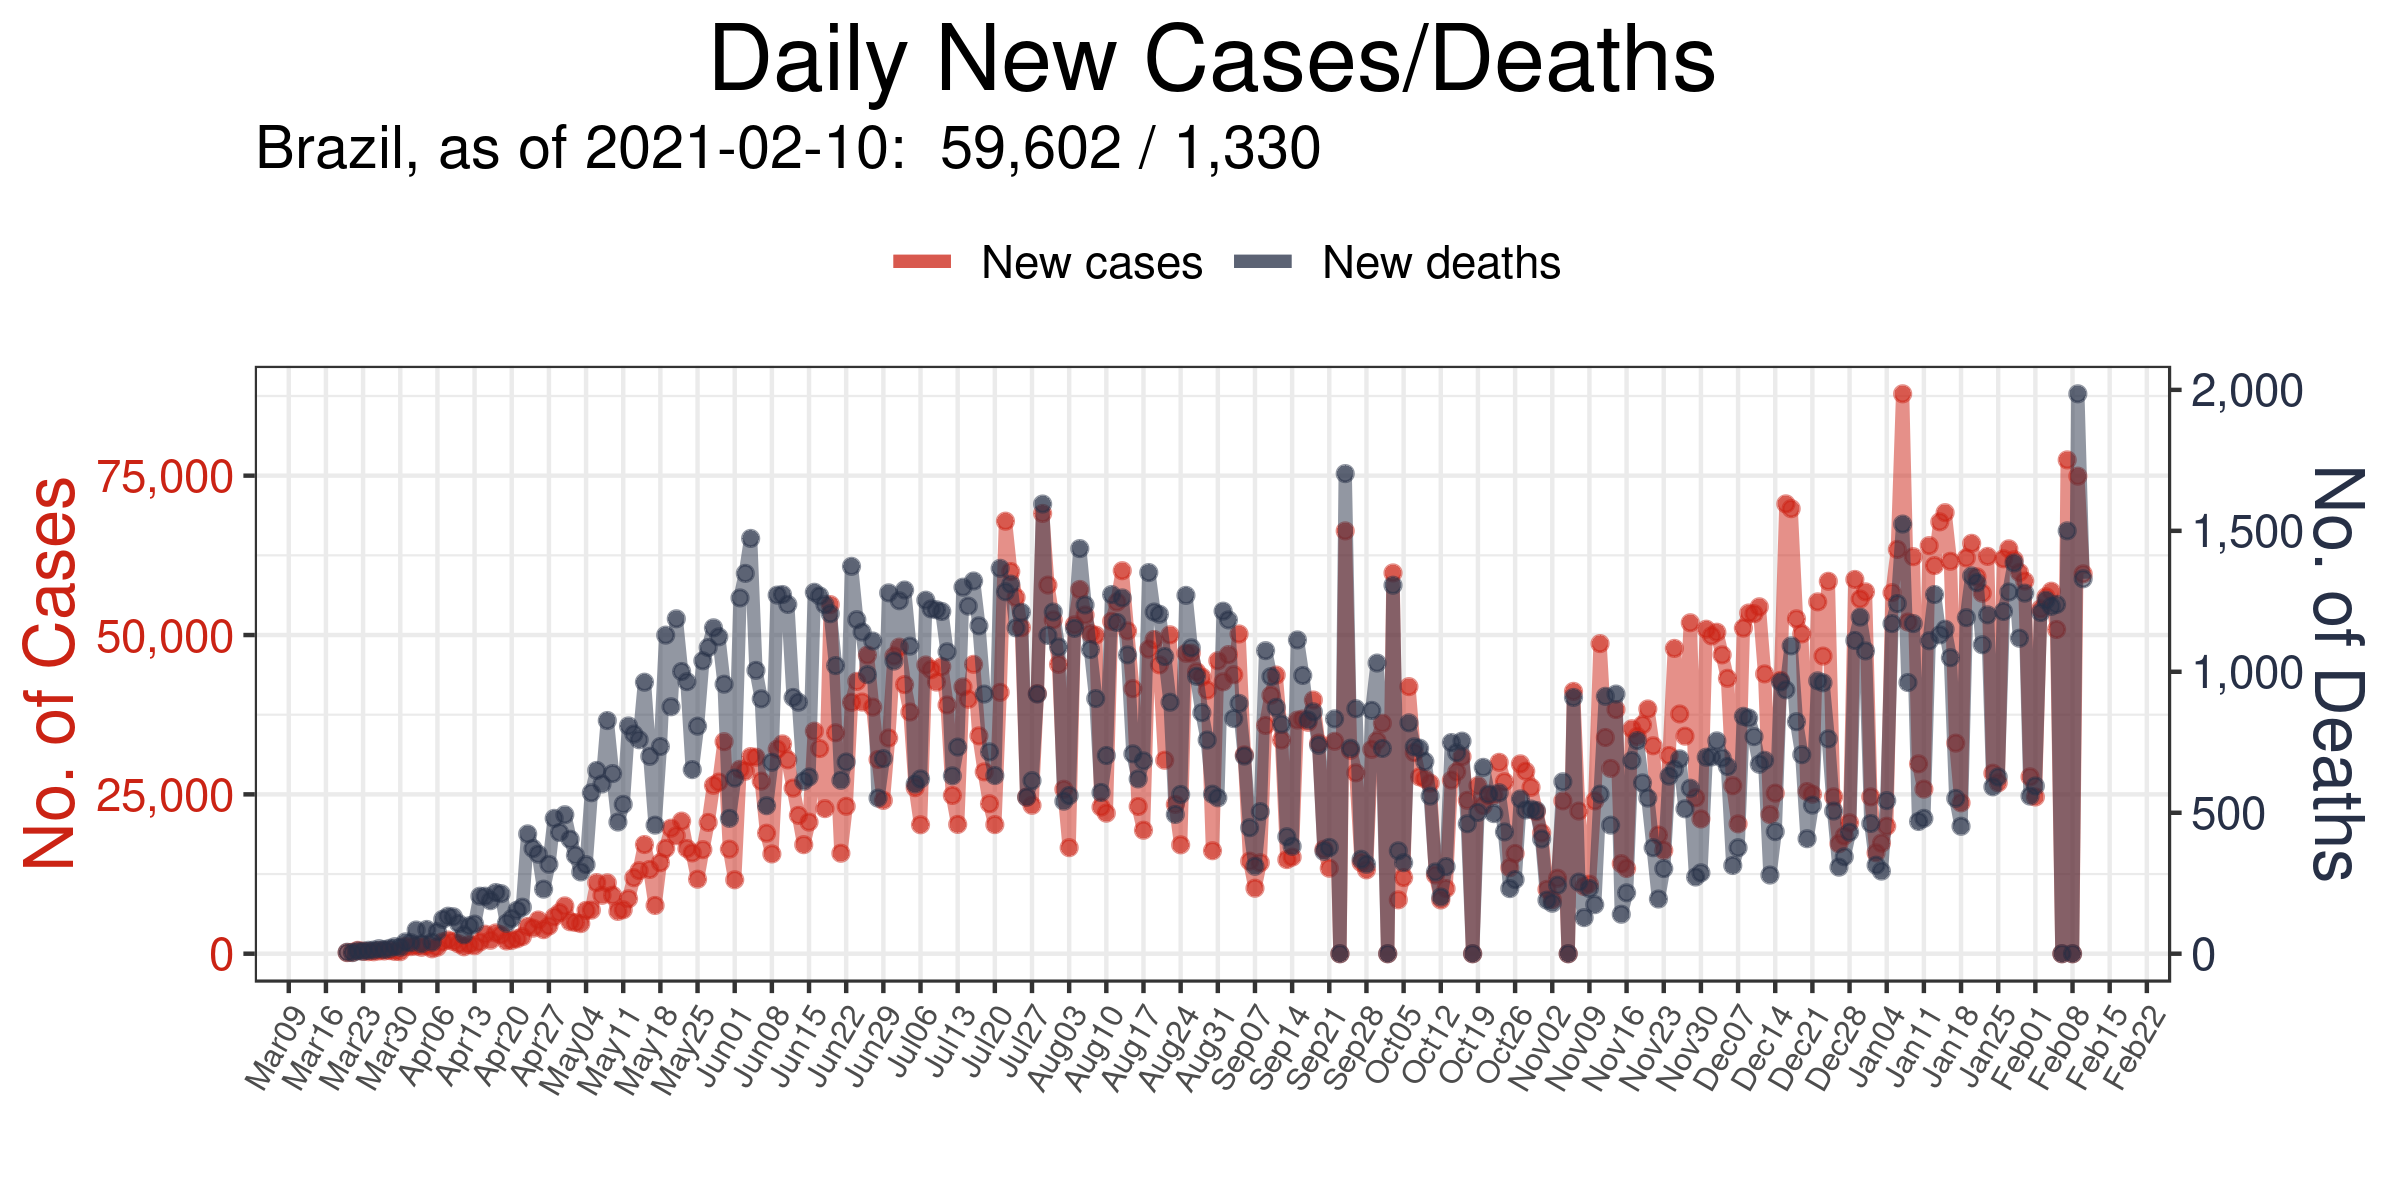 Daily New Cases/Deaths
Brazil, as of 2021-02-10: 59,602 / 1,330
New cases
New deaths
No. of Cases
75,000
50,000
25,000
0
2,000
1,500
1,000
500
0
No. of Deaths
Mar09
Mar16
Mar23
Mar30
Apr06
Apr13
Apr20
Apr27
May04
May11
May18
May25
Jun01
Jun08
Jun15
Jun22
Jun29
Jul06
Jul13
Jul20
Jul27
Aug03
Aug10
Aug17
Aug24
Aug31
Sep07
Sep14
Sep21
Sep28
Oct05
Oct12
Oct19
Oct26
Nov02
Nov09
Nov16
Nov23
Nov30
Dec07
Dec14
Dec21
Dec28
Jan04
Jan11
Jan18
Jan25
Feb01
Feb08
Feb15
Feb22